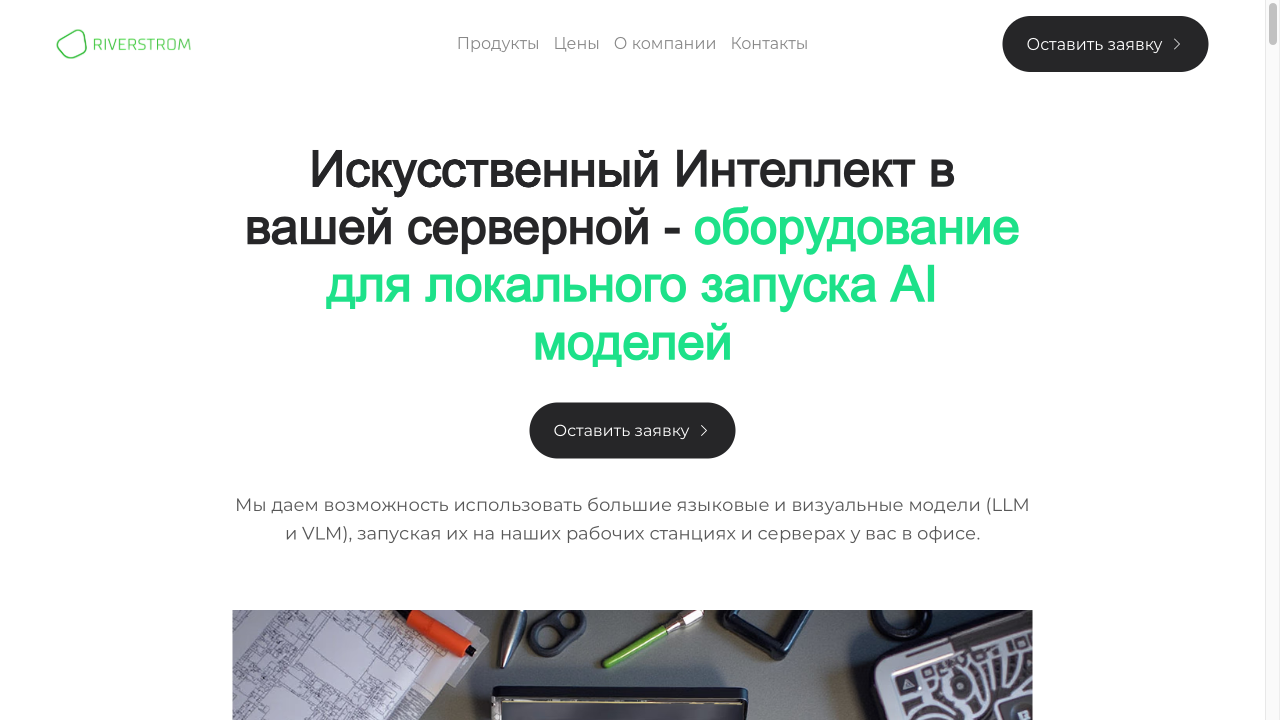 RIVERSTROM
Продукты Цены О компании Контакты
Оставить заявку
Искусственный Интеллект в
вашей серверной - оборудование
для локального запуска AI
моделей
Оставить заявку
Мы даем возможность использовать большие языковые и визуальные модели (LLM
и VLM), запуская их на наших рабочих станциях и серверах у вас в офисе.